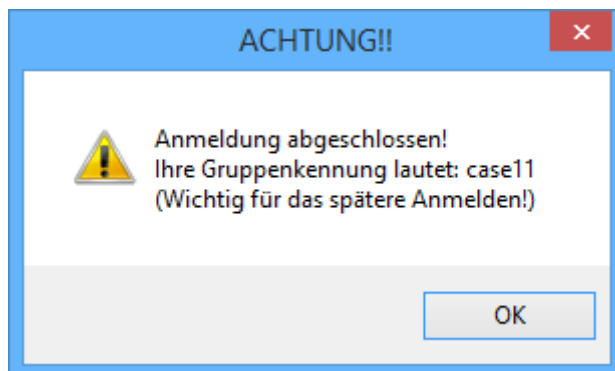 ACHTUNG!!
Anmeldung abgeschlossen!
Ihre Gruppenkennung lautet: case11
(Wichtig für das spätere Anmelden!)
OK